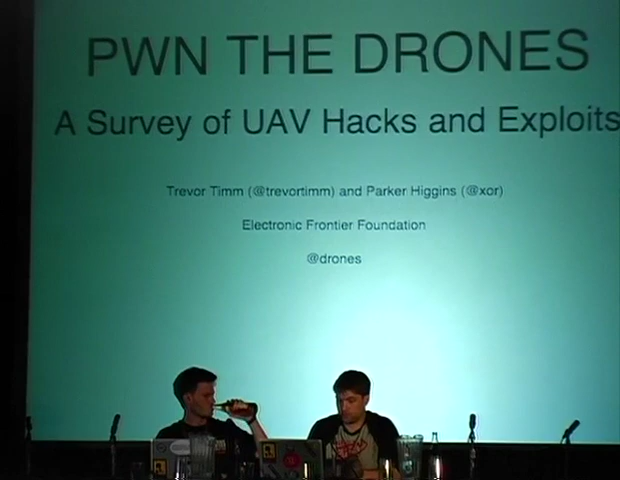 PWN THE DRONES
A Survey of UAV Hacks and Exploits
Trevor Timm (@trevortimm) and Parker Higgins (@xor)
Electronic Frontier Foundation
@drones